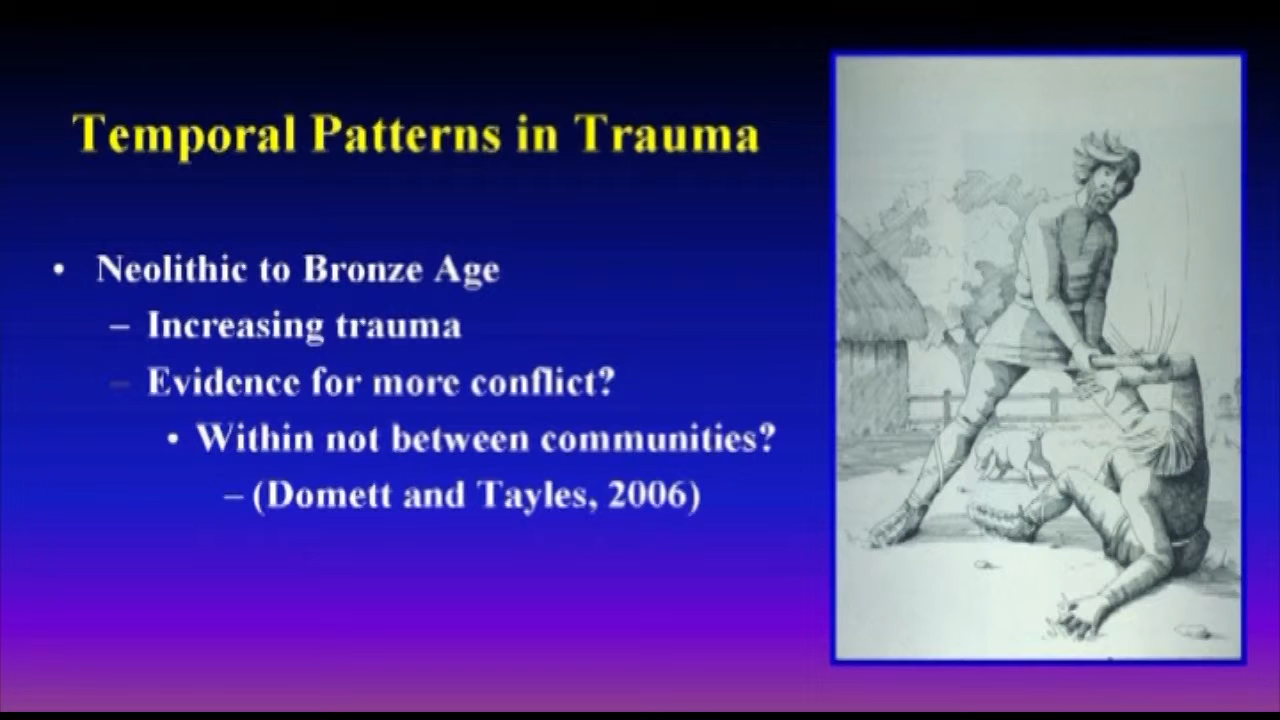 Temporal Patterns in Trauma
• Neolithic to Bronze Age
– Increasing trauma
– Evidence for more conflict?
• Within not between communities?
– (Domett and Tayles, 2006)